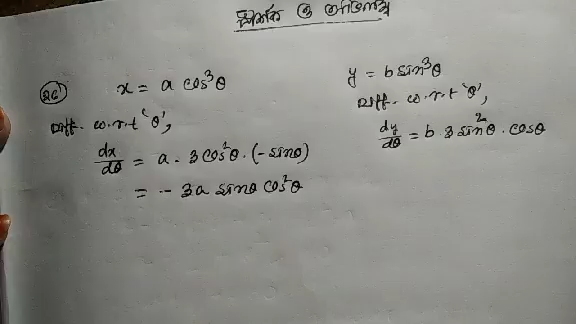 স্পর্শক ও অভিলম্ব
26) x = a cos³θ
Diff. w.r.t 'θ',
dx/dθ = a · 3cos²θ · (-sinθ)
= - 3a sinθ cos²θ
y = b sin³θ
Diff. w.r.t 'θ',
dy/dθ = b 3 sin²θ · cosθ